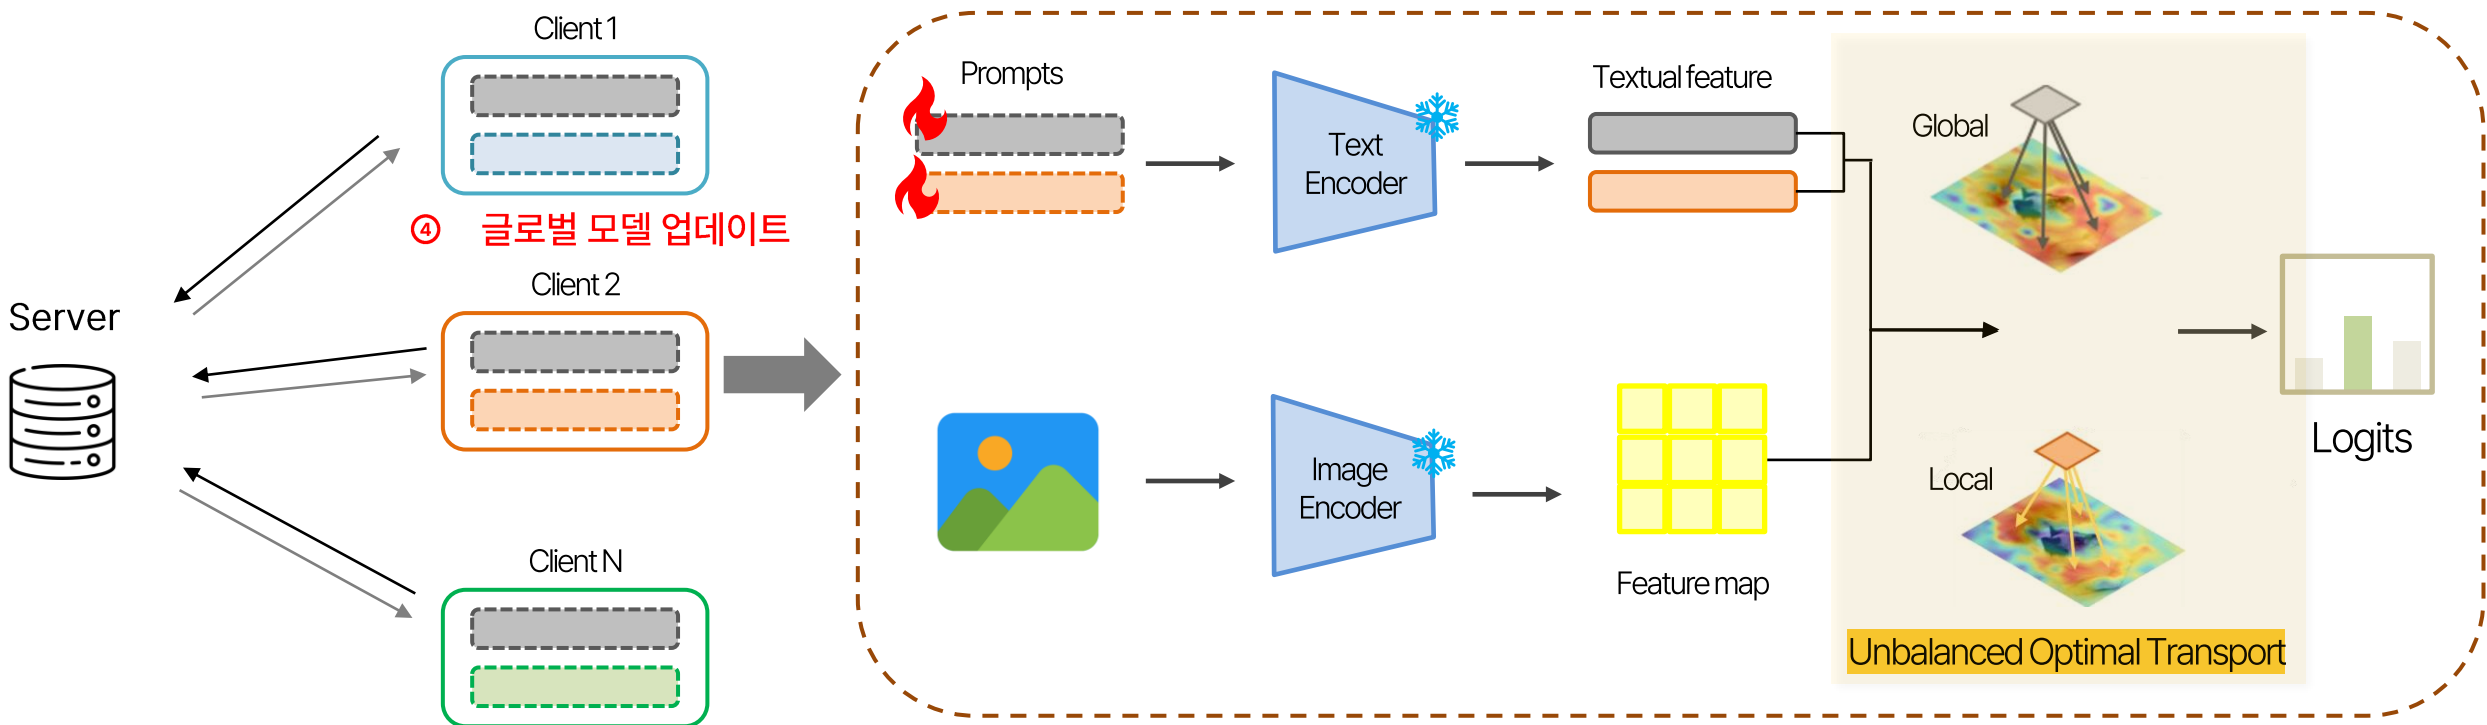 Client 1
④ 글로벌 모델 업데이트
Client 2
Server
Client N
Prompts
Text
Encoder
Textual feature
Image
Encoder
Feature map
Global
Local
Unbalanced Optimal Transport
Logits